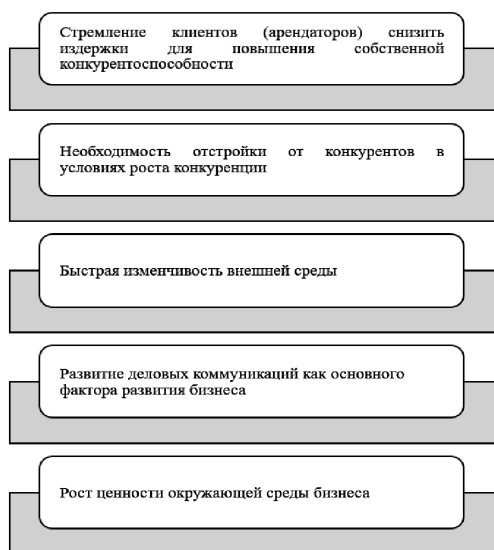 Стремление клиентов (арендаторов) снизить
издержки для повышения собственной
конкурентоспособности
Необходимость отстройки от конкурентов в
условиях роста конкуренции
Быстрая изменчивость внешней среды
Развитие деловых коммуникаций как основного
фактора развития бизнеса
Рост ценности окружающей среды бизнеса